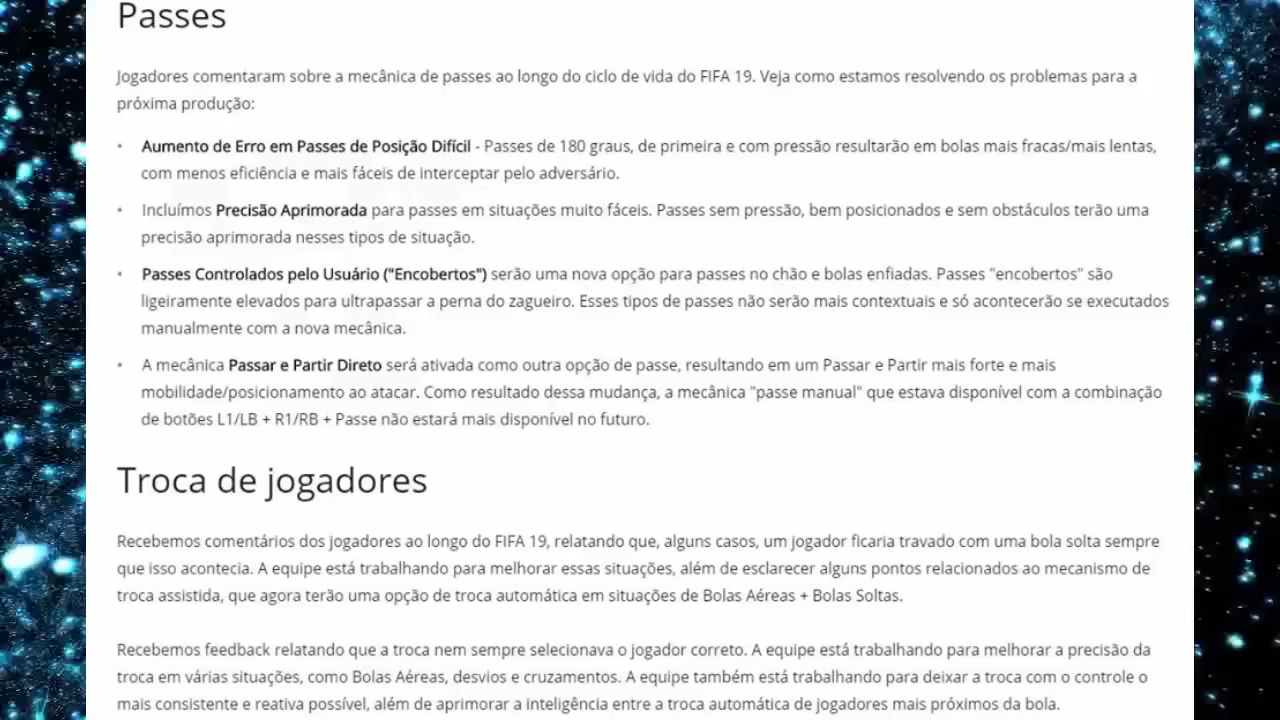 Passes
Jogadores comentaram sobre a mecânica de passes ao longo do ciclo de vida do FIFA 19. Veja como estamos resolvendo os problemas para a
próxima produção:
• Aumento de Erro em Passes de Posição Difícil - Passes de 180 graus, de primeira e com pressão resultarão em bolas mais fracas/mais lentas,
com menos eficiência e mais fáceis de interceptar pelo adversário.
• Incluímos Precisão Aprimorada para passes em situações muito fáceis. Passes sem pressão, bem posicionados e sem obstáculos terão uma
precisão aprimorada nesses tipos de situação.
• Passes Controlados pelo Usuário ("Encobertos") serão uma nova opção para passes no chão e bolas enfiadas. Passes "encobertos" são
ligeiramente elevados para ultrapassar a perna do zagueiro. Esses tipos de passes não serão mais contextuais e só acontecerão se executados
manualmente com a nova mecânica.
• A mecânica Passar e Partir Direto será ativada como outra opção de passe, resultando em um Passar e Partir mais forte e mais
mobilidade/posicionamento ao atacar. Como resultado dessa mudança, a mecânica "passe manual" que estava disponível com a combinação
de botões L1/LB + R1/RB + Passe não estará mais disponível no futuro.
Troca de jogadores
Recebemos comentários dos jogadores ao longo do FIFA 19, relatando que, alguns casos, um jogador ficaria travado com uma bola solta sempre
que isso acontecia. A equipe está trabalhando para melhorar essas situações, além de esclarecer alguns pontos relacionados ao mecanismo de
troca assistida, que agora terão uma opção de troca automática em situações de Bolas Aéreas + Bolas Soltas.
Recebemos feedback relatando que a troca nem sempre selecionava o jogador correto. A equipe está trabalhando para melhorar a precisão da
troca em várias situações, como Bolas Aéreas, desvios e cruzamentos. A equipe também está trabalhando para deixar a troca com o controle o
mais consistente e reativa possível, além de aprimorar a inteligência entre a troca automática de jogadores mais próximos da bola.